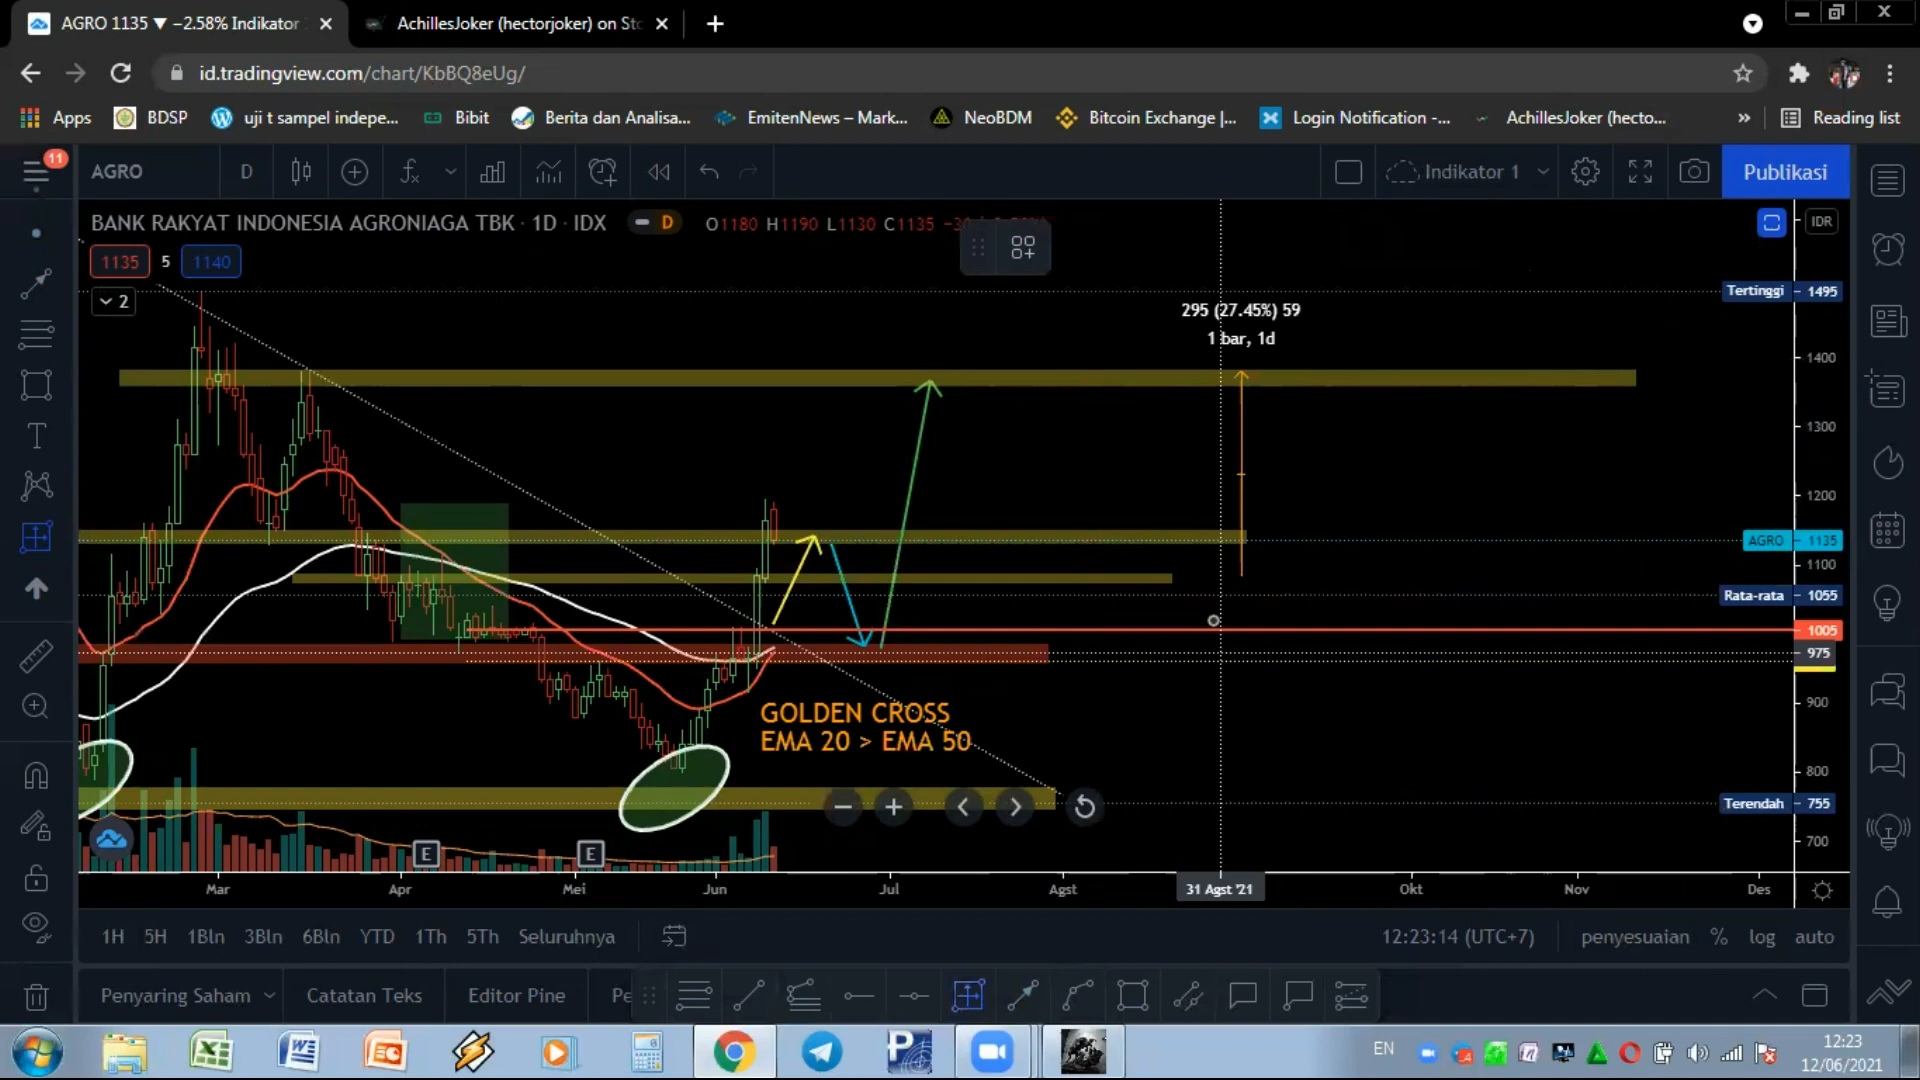 AGRO 1135 ▼ −2.58% Indikator
AchillesJoker (hectorjoker) on Sto
id.tradingview.com/chart/KbBQ8eUg/
Apps
BDSP
uji t sampel indepe...
Bibit
Berita dan Analisa...
EmitenNews – Mark...
NeoBDM
Bitcoin Exchange |...
Login Notification -...
AchillesJoker (hecto...
»
Reading list
11
AGRO
D
Indikator 1
Publikasi
BANK RAKYAT INDONESIA AGRONIAGA TBK · 1D · IDX
D
O1180 H1190 L1130 C1135
IDR
1135
5
1140
2
Tertinggi
1495
295 (27.45%) 59
1 bar, 1d
1400
1300
1200
AGRO
1135
1100
Rata-rata
1055
1005
975
GOLDEN CROSS
EMA 20 > EMA 50
900
800
Terendah
755
700
E
E
Mar
Apr
Mei
Jun
Jul
Agst
31 Agst '21
Okt
Nov
Des
1H
5H
1Bln
3Bln
6Bln
YTD
1Th
5Th
Seluruhnya
12:23:14 (UTC+7)
penyesuaian
%
log
auto
Penyaring Saham
Catatan Teks
Editor Pine
Pe
EN
12:23
12/06/2021